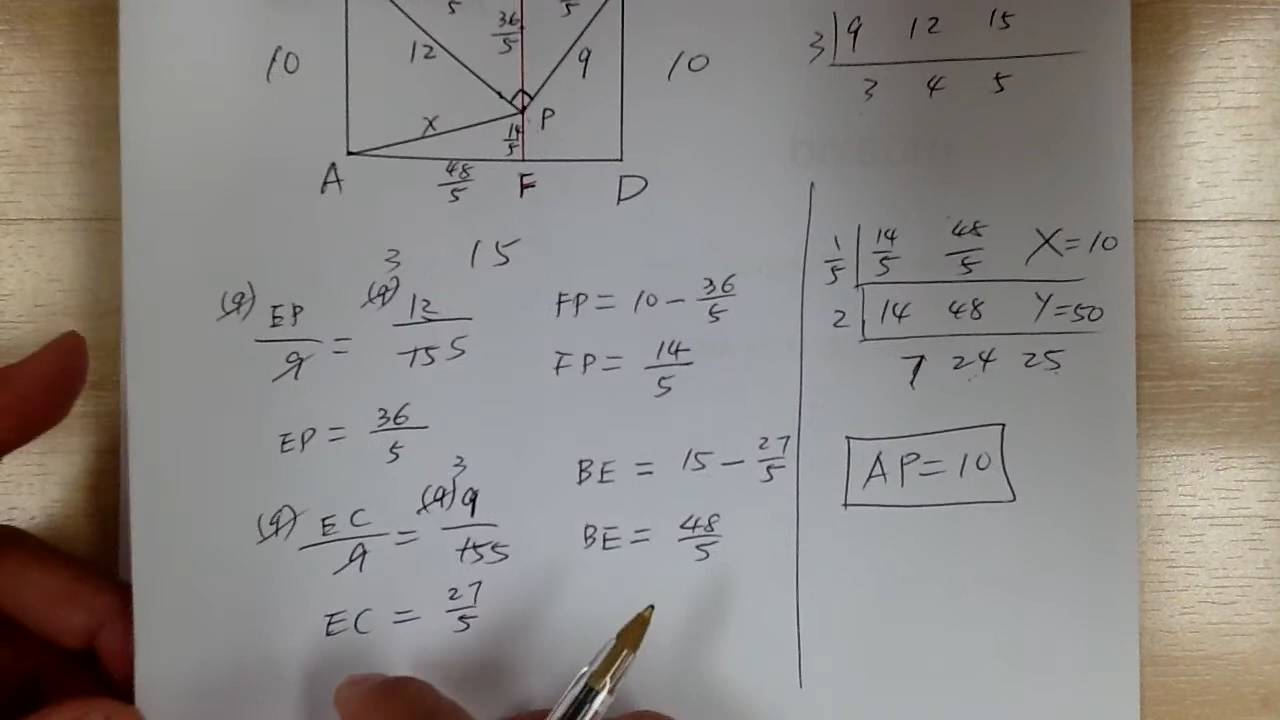 5 36/5 5
10 12 9 10
x P
14/5
A 48/5 F D
3 | 9 12 15
3 4 5
3 15
(9) EP/9 = (9) 12/15 5
EP = 36/5
(9) EC/9 = (9) 3 9/15 5
EC = 27/5
FP = 10 - 36/5
FP = 14/5
BE = 15 - 27/5
BE = 48/5
1/5 | 14/5 48/5 X=10
2 | 14 48 Y=50
7 24 25
AP=10